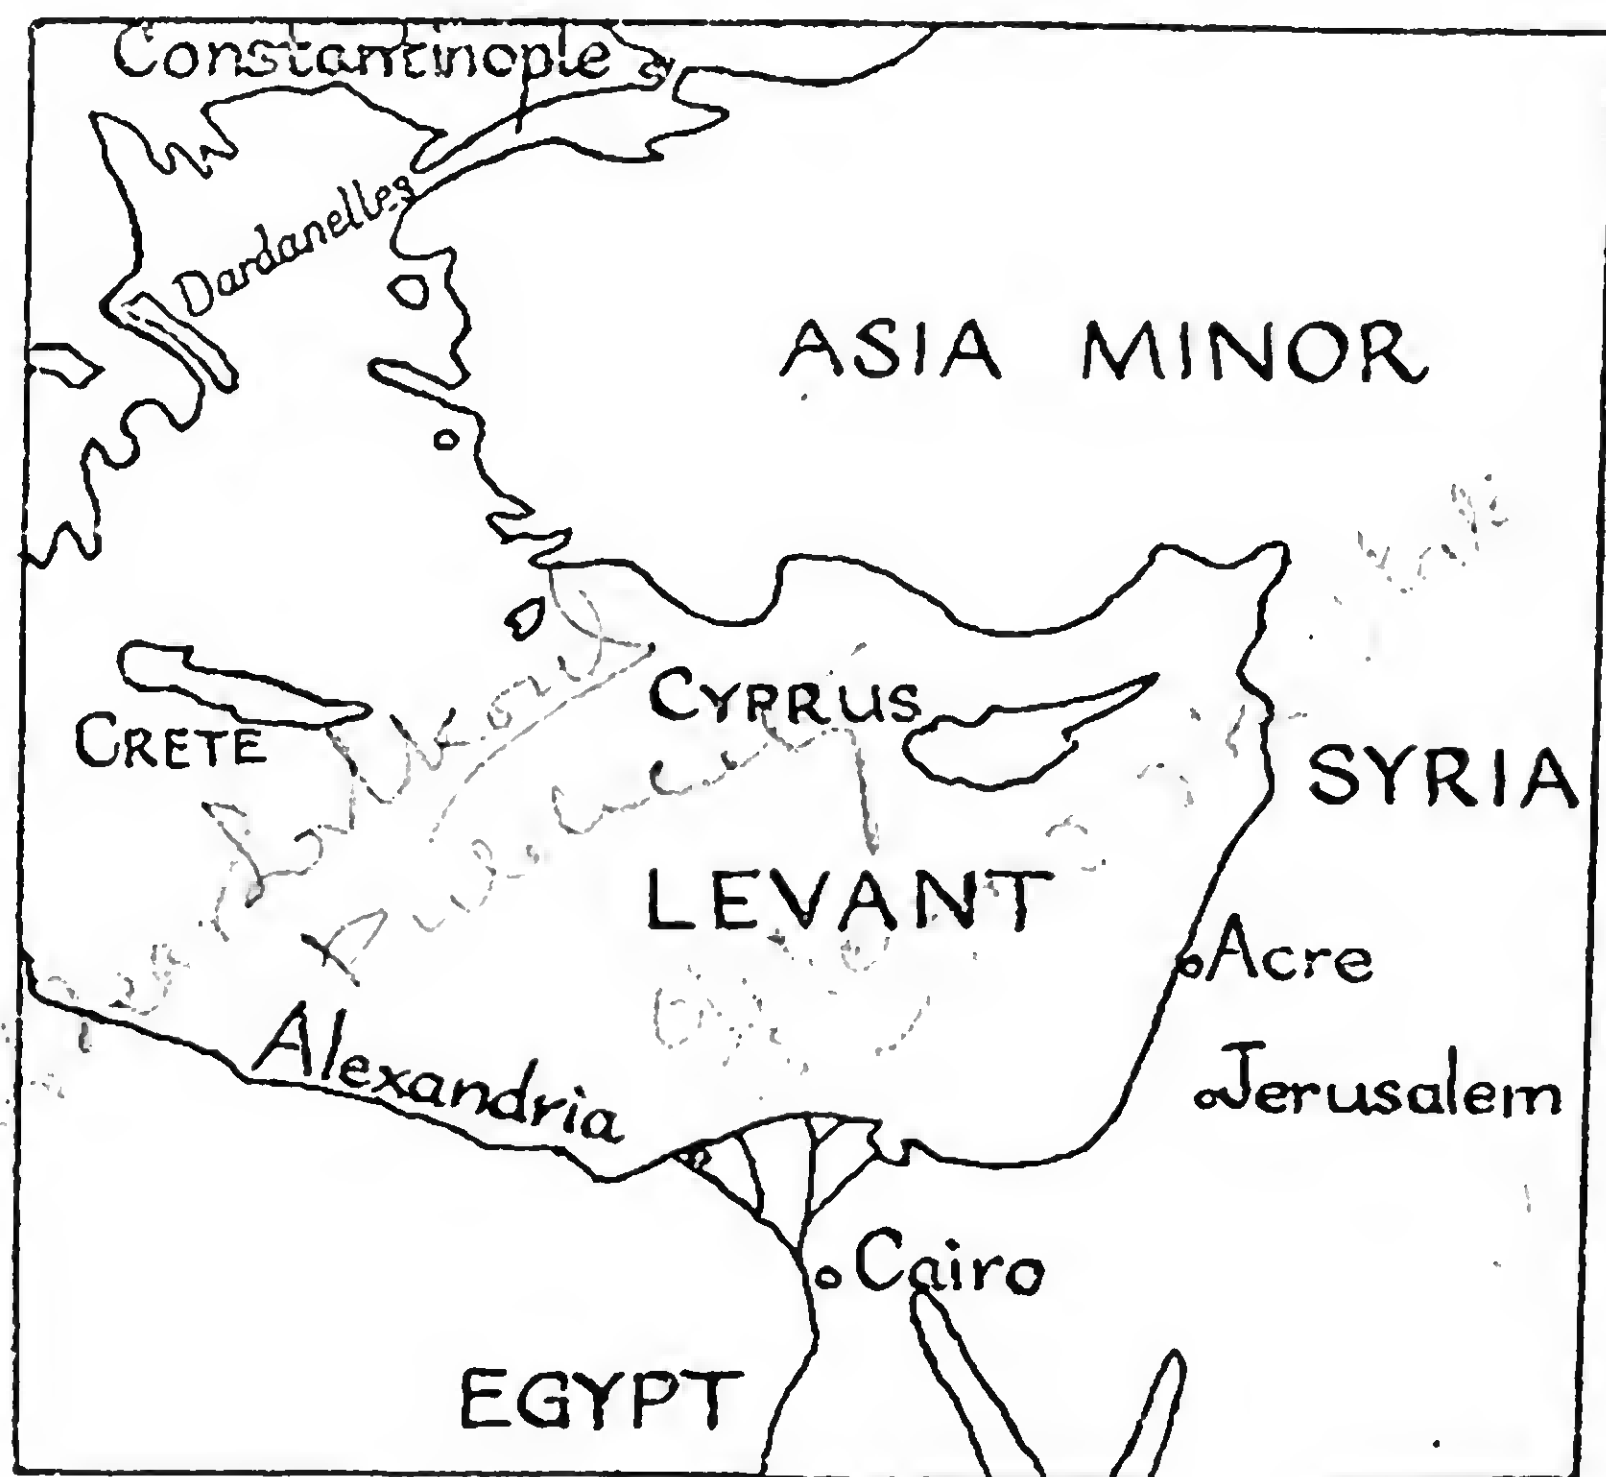 Constantinople
Dardanelles
ASIA MINOR
CYPRUS
CRETE
SYRIA
LEVANT
Acre
Alexandria
Jerusalem
Cairo
EGYPT